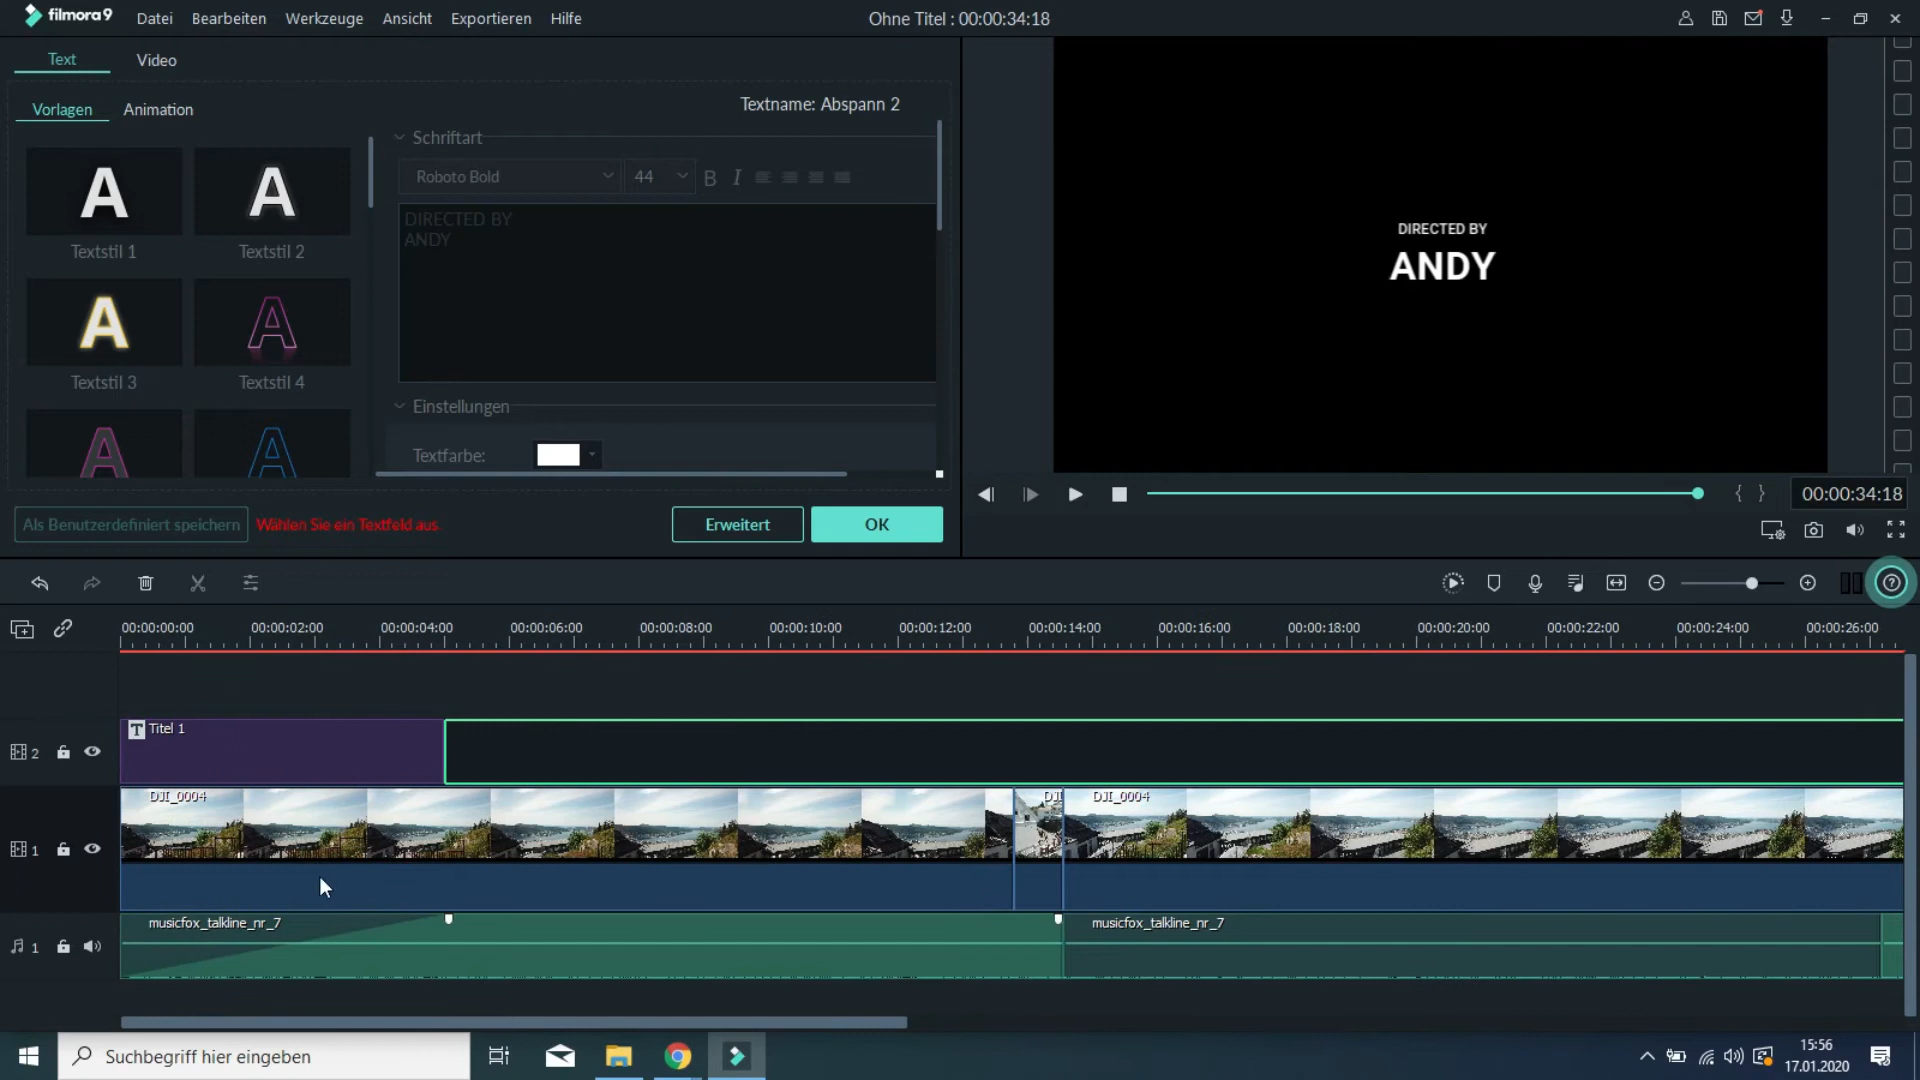 filmora9
Datei Bearbeiten Werkzeuge Ansicht Exportieren Hilfe
Ohne Titel : 00:00:34:18
Text Video
Vorlagen Animation
Textname: Abspann 2
Schriftart
Roboto Bold 44 B I
DIRECTED BY
ANDY
A
Textstil 1
A
Textstil 2
A
Textstil 3
A
Textstil 4
A
A
Einstellungen
Textfarbe:
Als Benutzerdefiniert speichern Wählen Sie ein Textfeld aus.
Erweitert OK
DIRECTED BY
ANDY
{ } 00:00:34:18
00:00:00:00 00:00:02:00 00:00:04:00 00:00:06:00 00:00:08:00 00:00:10:00 00:00:12:00 00:00:14:00 00:00:16:00 00:00:18:00 00:00:20:00 00:00:22:00 00:00:24:00 00:00:26:00
2 T Titel 1
DJI_0004 DJI DJI_0004
1
musicfox_talkline_nr_7 musicfox_talkline_nr_7
1
Suchbegriff hier eingeben
15:56
17.01.2020